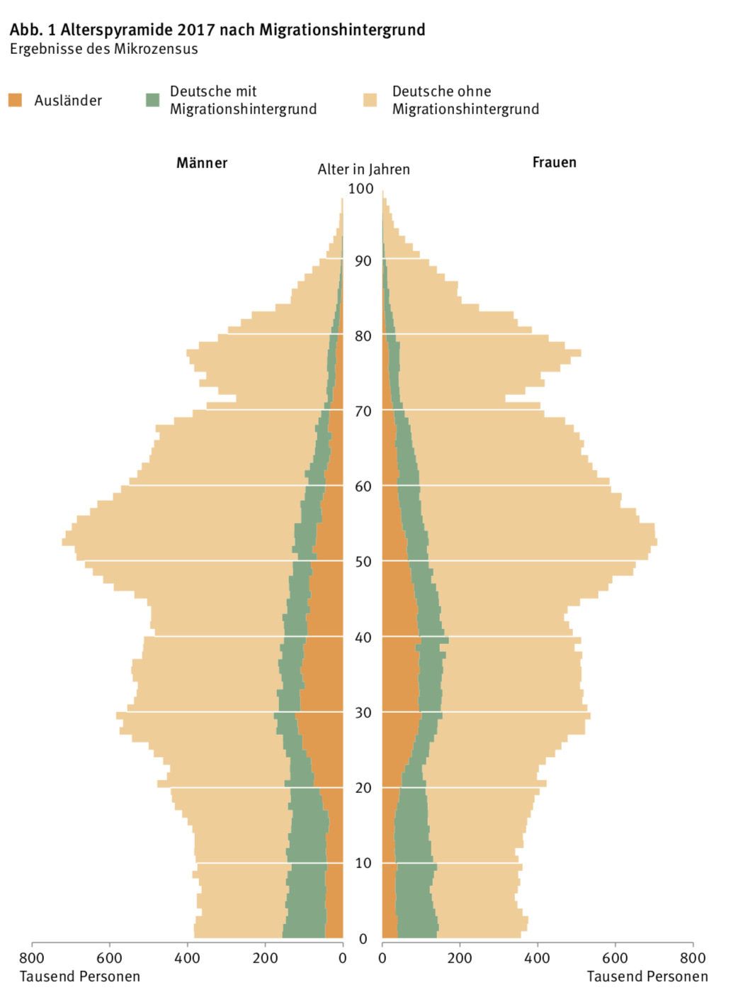 Abb. 1 Alterspyramide 2017 nach Migrationshintergrund
Ergebnisse des Mikrozensus
Ausländer
Deutsche mit
Migrationshintergrund
Deutsche ohne
Migrationshintergrund
Männer
Alter in Jahren
Frauen
100
90
80
70
60
50
40
30
20
10
0
800 600 400 200 0 0 200 400 600 800
Tausend Personen Tausend Personen